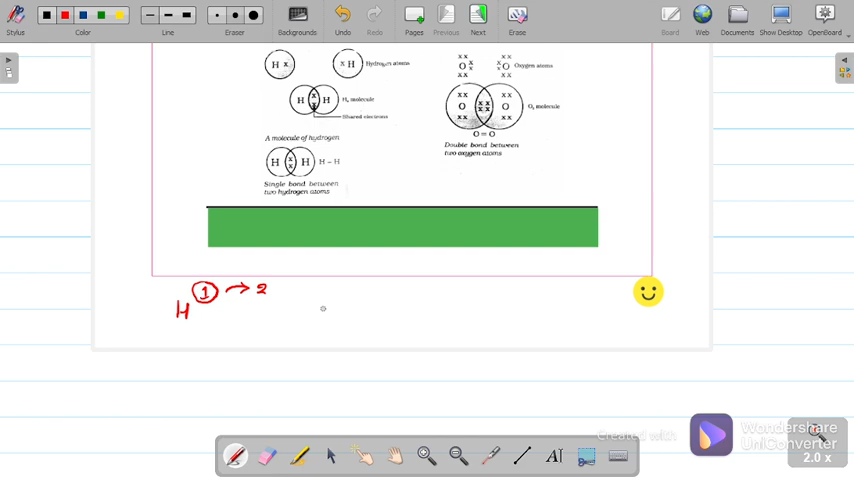 Stylus
Color
Line
Eraser
Backgrounds
Undo
Redo
Pages
Previous
Next
Erase
Board
Web
Documents
Show Desktop
OpenBoard
H x
x H
Hydrogen atoms
H x x H
H₂ molecule
Shared electrons
A molecule of hydrogen
H x x H
H – H
Single bond between
two hydrogen atoms
x x
O x x
x x
x x
x x O
x x
Oxygen atoms
x x
O
x x
x x
x x
x x
O
x x
O₂ molecule
O = O
Double bond between
two oxygen atoms
1 → 2
H
Created with
Wondershare
UniConverter
2.0 x